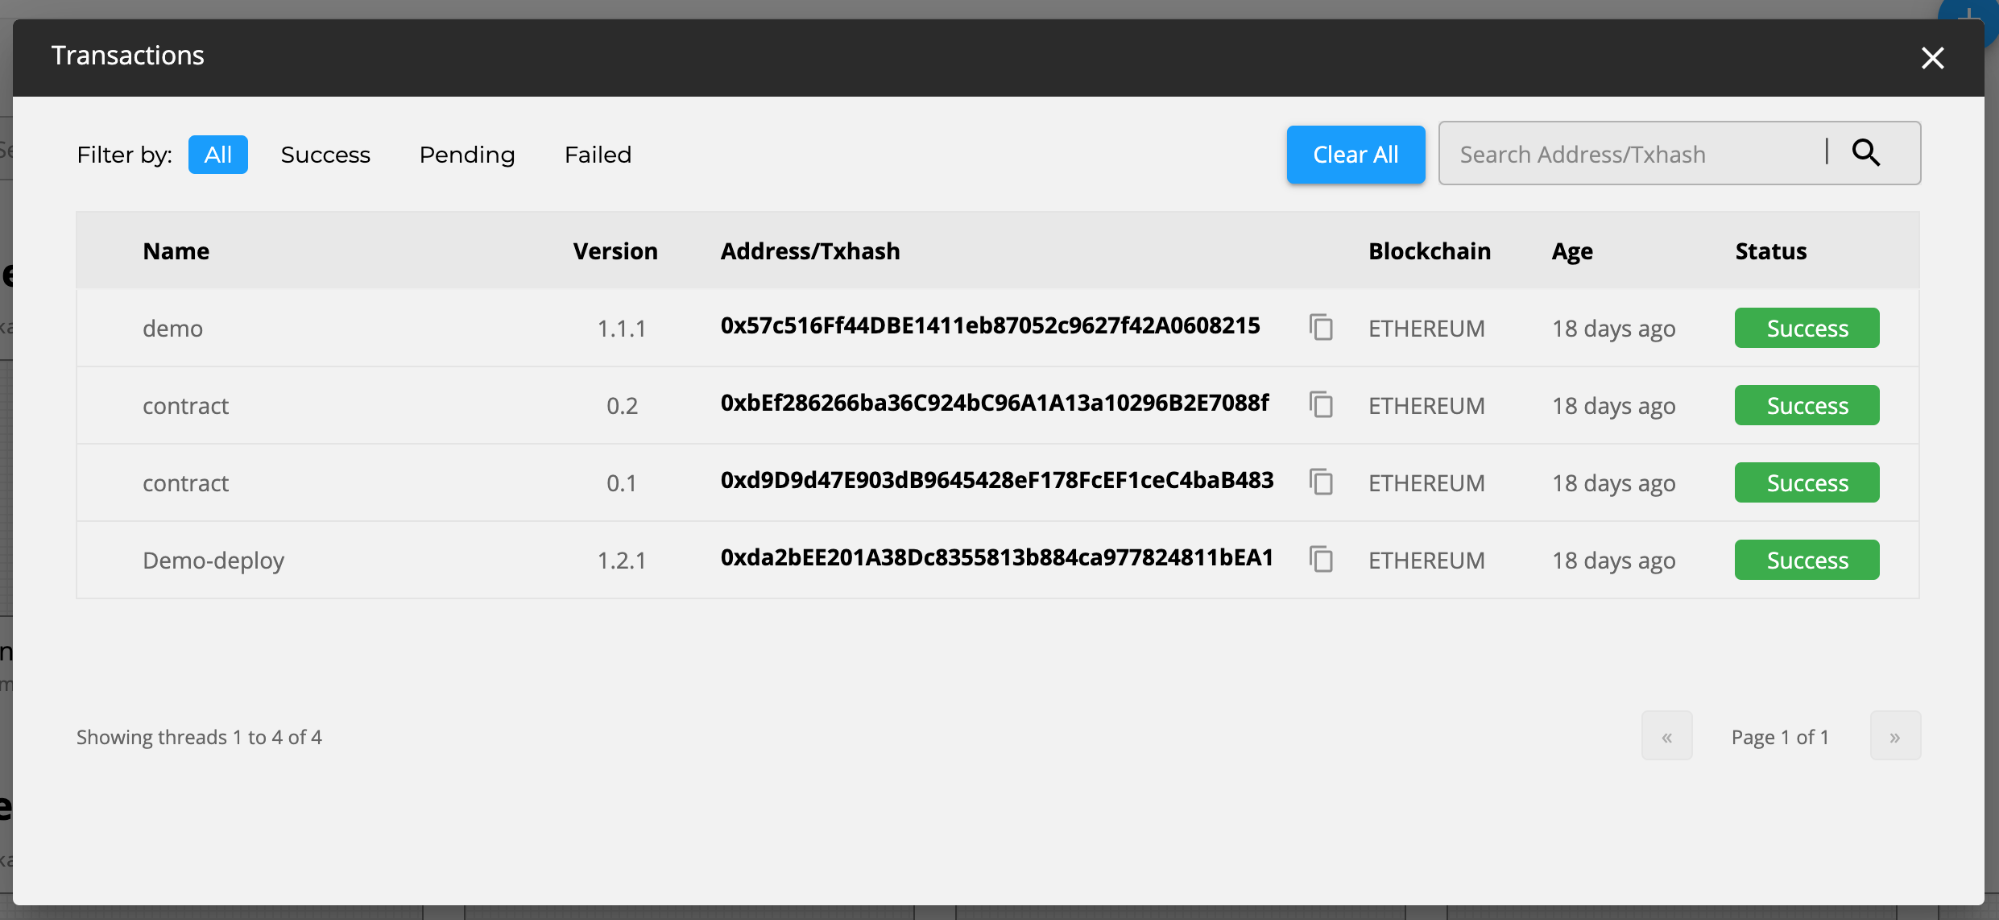 Transactions
Filter by: All Success Pending Failed Clear All Search Address/Txhash
Name Version Address/Txhash Blockchain Age Status
demo 1.1.1 0x57c516Ff44DBE1411eb87052c9627f42A0608215 ETHEREUM 18 days ago Success
contract 0.2 0xbEf286266ba36C924bC96A1A13a10296B2E7088f ETHEREUM 18 days ago Success
contract 0.1 0xd9D9d47E903dB9645428eF178FcEF1ceC4baB483 ETHEREUM 18 days ago Success
Demo-deploy 1.2.1 0xda2bEE201A38Dc8355813b884ca977824811bEA1 ETHEREUM 18 days ago Success
Showing threads 1 to 4 of 4 « Page 1 of 1 »